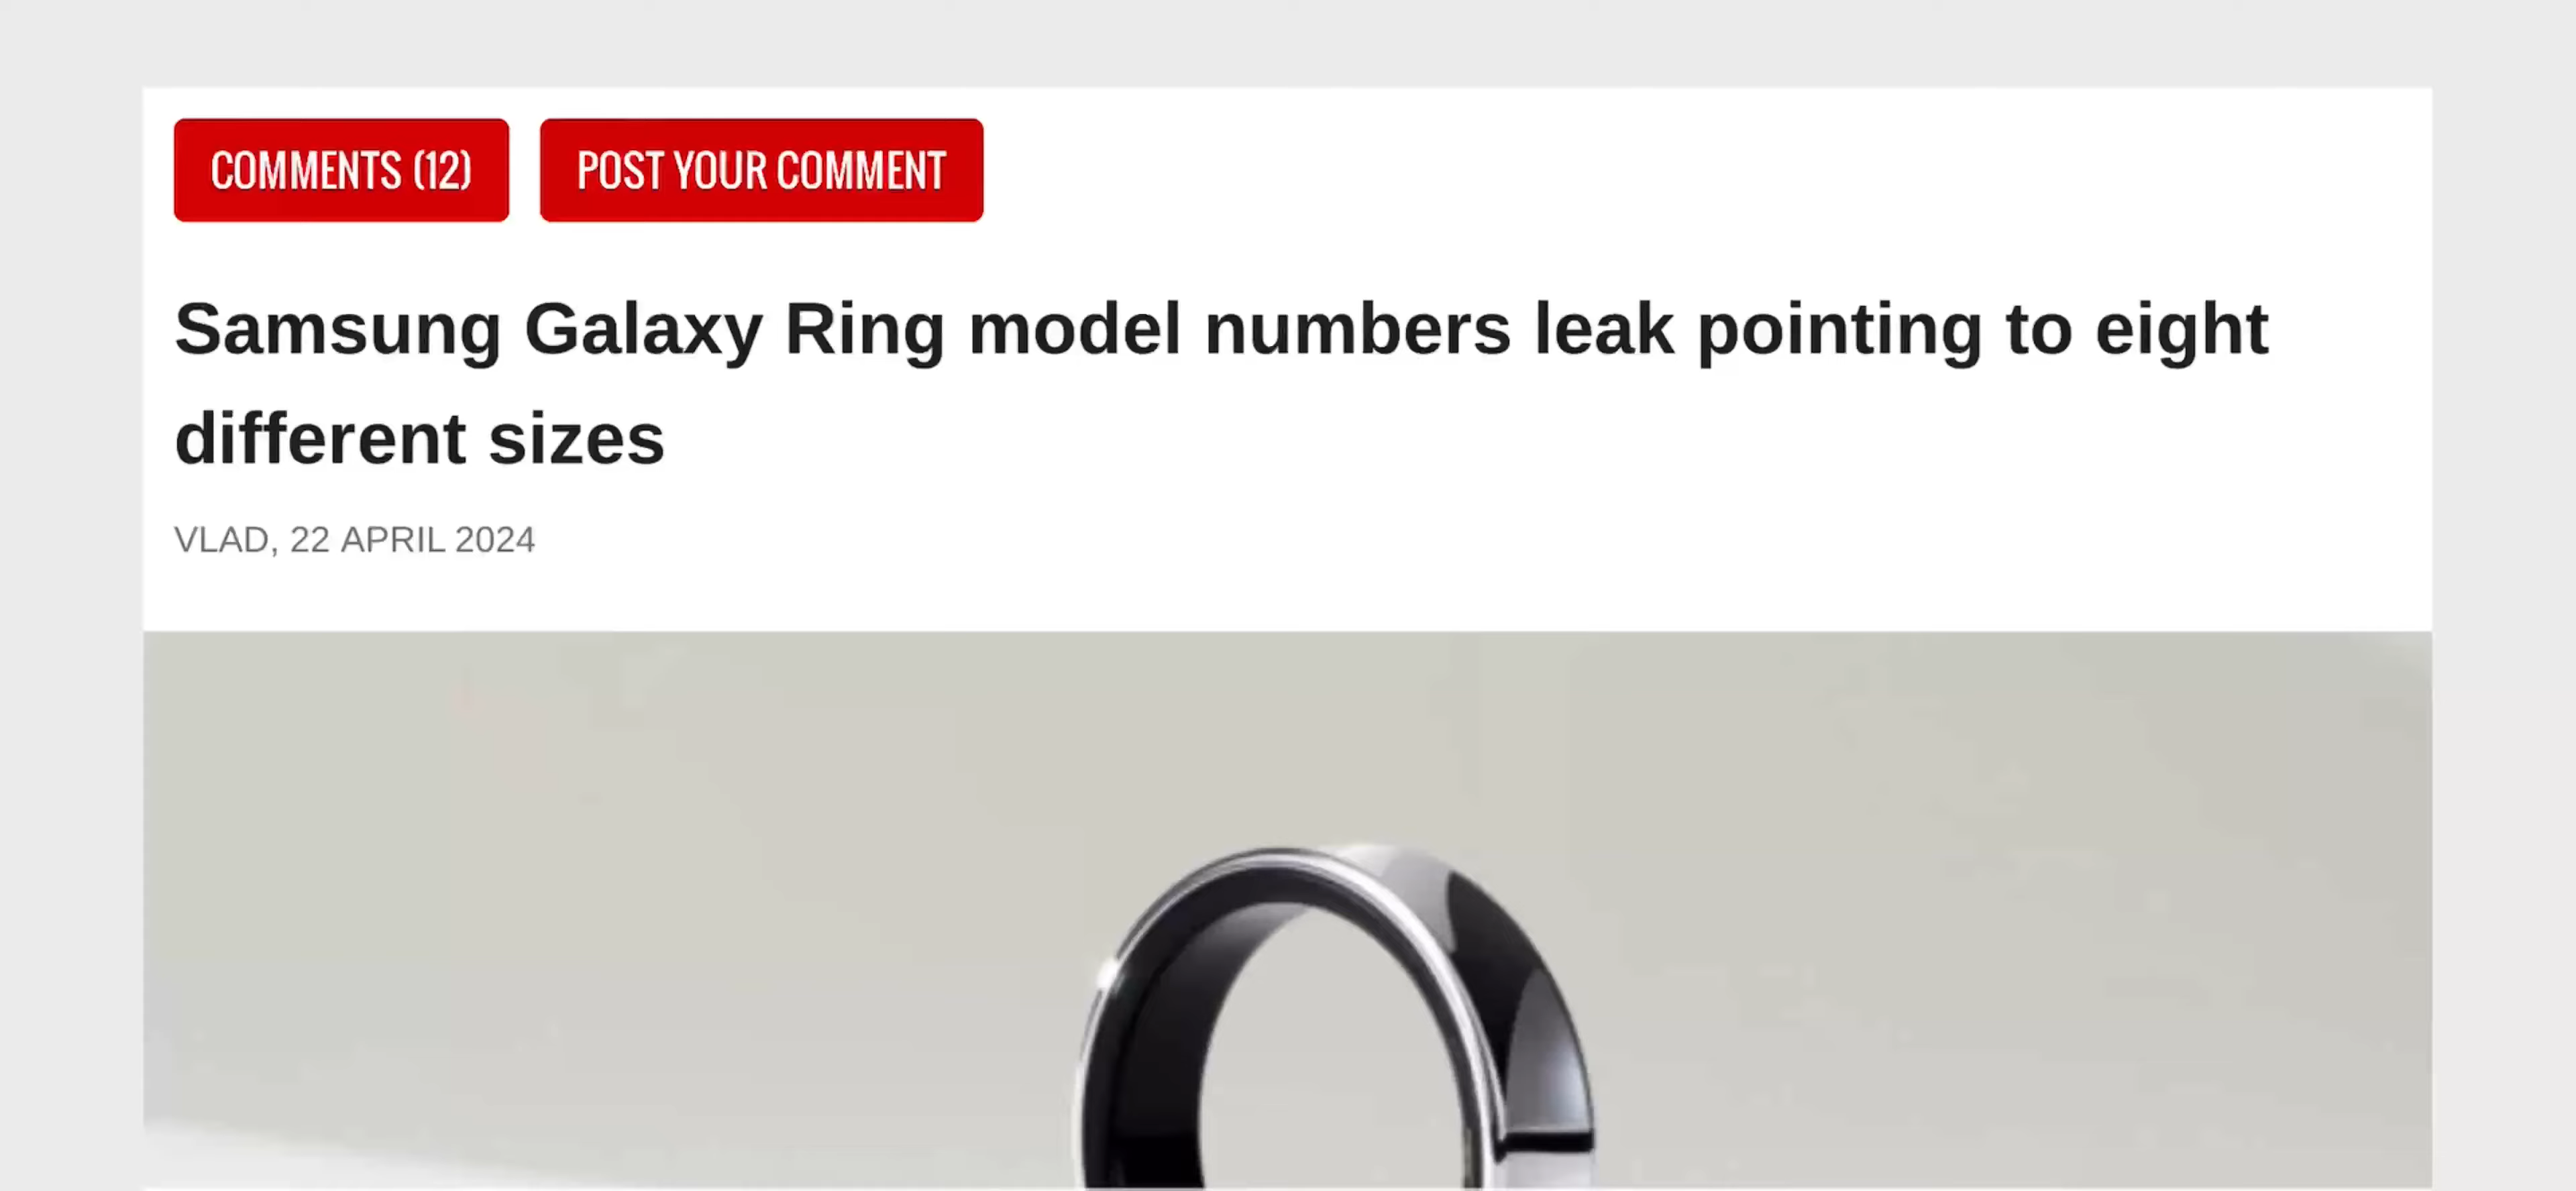 COMMENTS (12)
POST YOUR COMMENT
Samsung Galaxy Ring model numbers leak pointing to eight
different sizes
VLAD, 22 APRIL 2024